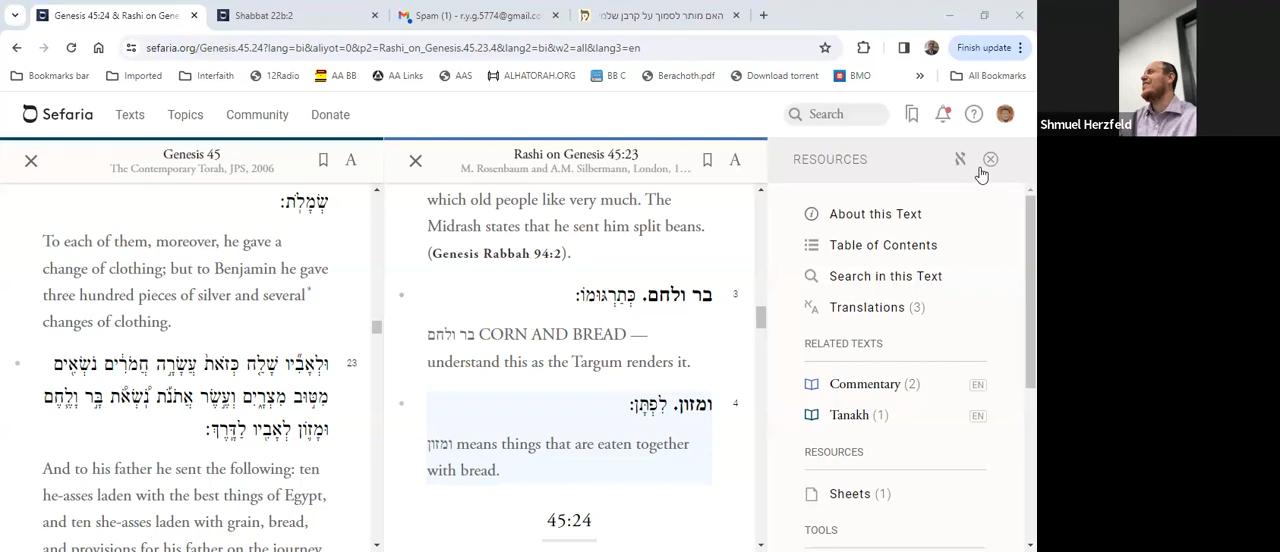 Genesis 45:24 & Rashi on Gene
Shabbat 22b:2
Spam (1) - r.y.g.5774@gmail.co
האם מותר לסמוך על קרבן שלמי
sefaria.org/Genesis.45.24?lang=bi&aliyot=0&p2=Rashi_on_Genesis.45.23.4&lang2=bi&w2=all&lang3=en
Finish update
Bookmarks bar
Imported
Interfaith
12Radio
AA BB
AA Links
AAS
ALHATORAH.ORG
BB C
Berachoth.pdf
Download torrent
BMO
»
All Bookmarks
Sefaria
Texts
Topics
Community
Donate
Search
Shmuel Herzfeld
Genesis 45
The Contemporary Torah, JPS, 2006
A
שְׂמָלֹֽת׃
To each of them, moreover, he gave a
change of clothing; but to Benjamin he gave
three hundred pieces of silver and several*
changes of clothing.
23
וּלְאָבִ֞יו שָׁלַ֤ח כְּזֹאת֙ עֲשָׂרָ֣ה חֲמֹרִ֔ים נֹשְׂאִ֖ים
מִטּ֣וּב מִצְרָ֑יִם וְעֶ֣שֶׂר אֲתֹנֹ֡ת נֹֽ֠שְׂאֹ֠ת בָּ֣ר וָלֶ֧חֶם
וּמָז֛וֹן לְאָבִ֖יו לַדָּֽרֶךְ׃
And to his father he sent the following: ten
he-asses laden with the best things of Egypt,
and ten she-asses laden with grain, bread,
and provisions for his father on the journey.
Rashi on Genesis 45:23
M. Rosenbaum and A.M. Silbermann, London, 1…
A
which old people like very much. The
Midrash states that he sent him split beans.
(Genesis Rabbah 94:2).
3
בר ולחם. כְּתַרְגּוּמוֹ:
בר ולחם CORN AND BREAD —
understand this as the Targum renders it.
4
ומזון. לִפְתָּן:
ומזון means things that are eaten together
with bread.
45:24
RESOURCES
א
About this Text
Table of Contents
Search in this Text
Translations (3)
RELATED TEXTS
Commentary (2)
EN
Tanakh (1)
EN
RESOURCES
Sheets (1)
TOOLS